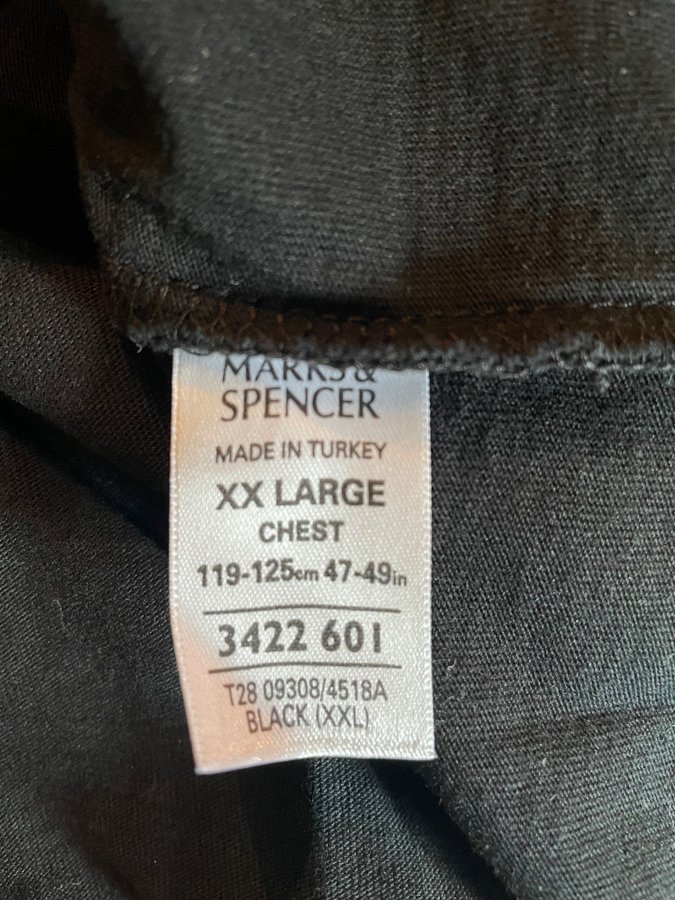 MARKS &
SPENCER
MADE IN TURKEY
XX LARGE
CHEST
119-125cm 47-49in
3422 601
T28 09308/4518A
BLACK (XXL)